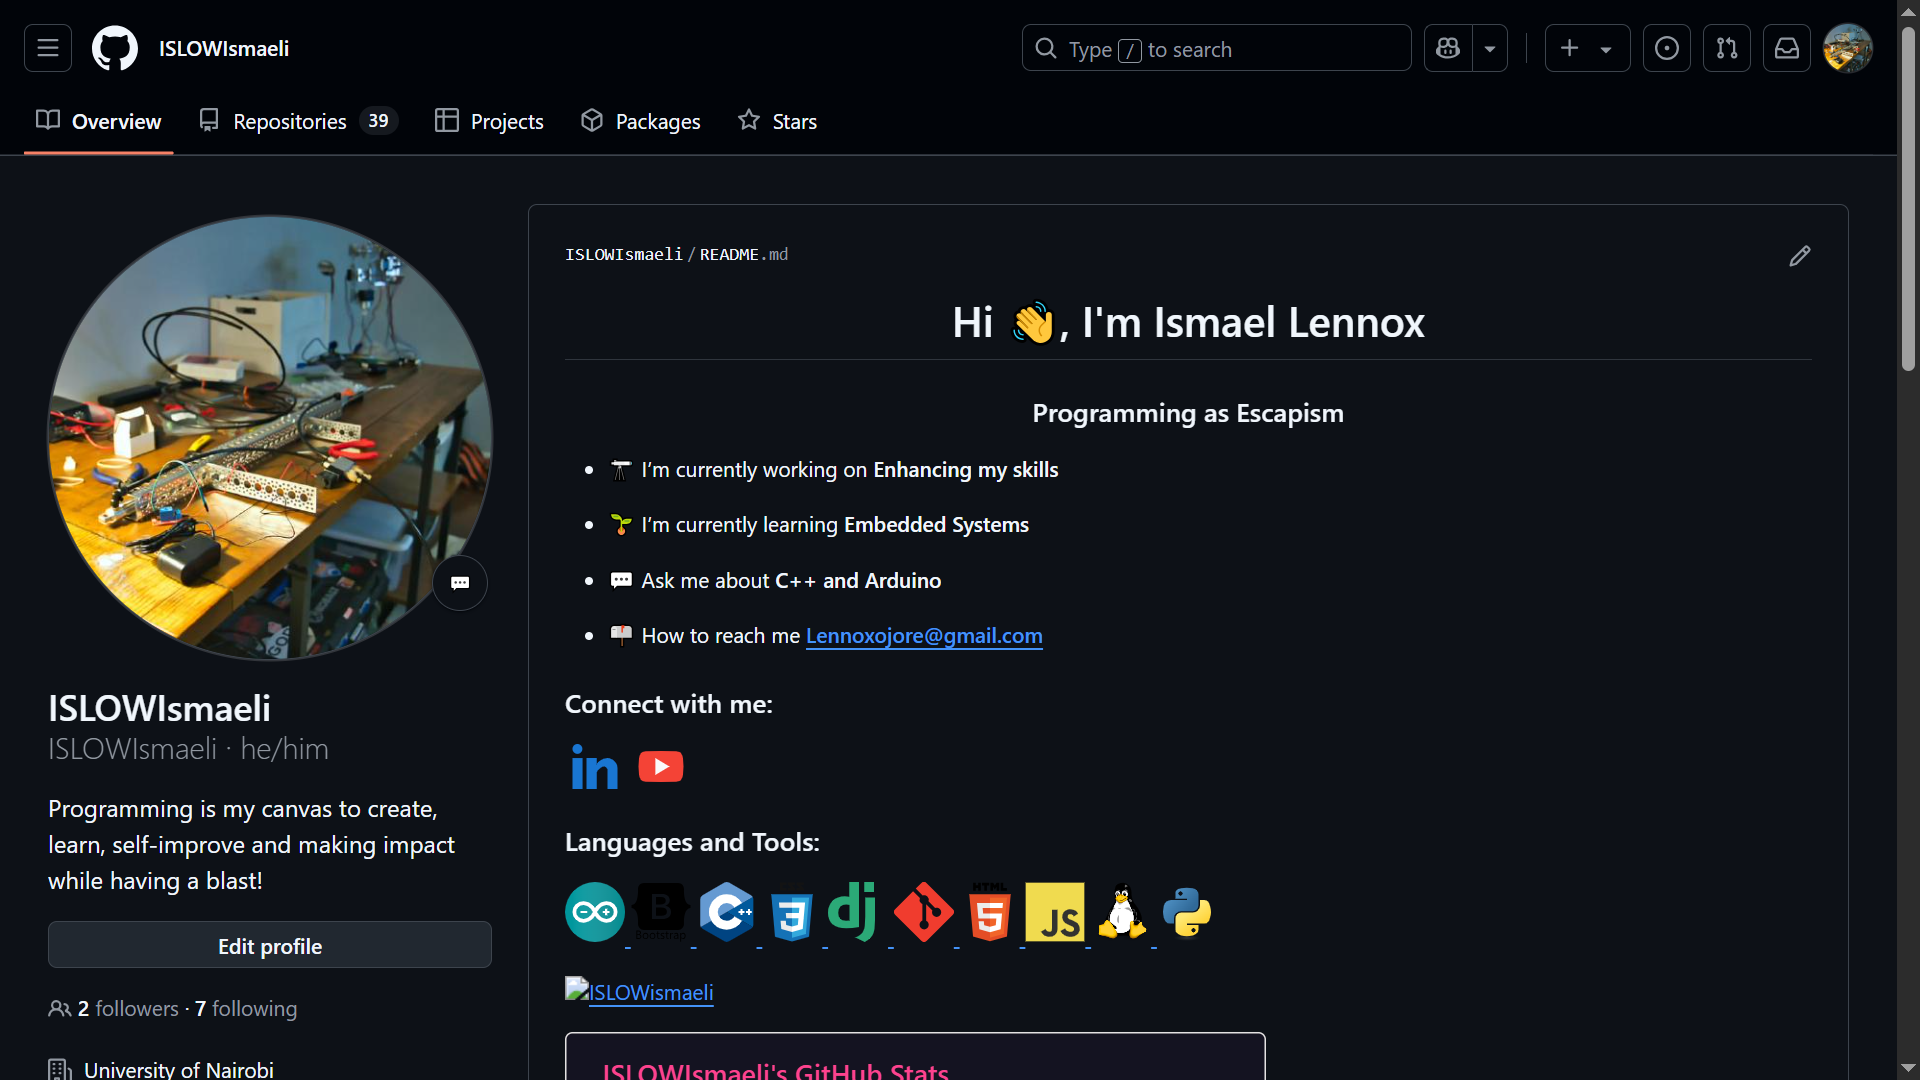 ISLOWIsmaeli
Type / to search
Overview
Repositories 39
Projects
Packages
Stars
ISLOWIsmaeli / README.md
Hi 👋, I'm Ismael Lennox
Programming as Escapism
🔭 I’m currently working on Enhancing my skills
🌱 I’m currently learning Embedded Systems
💬 Ask me about C++ and Arduino
📫 How to reach me Lennoxojore@gmail.com
Connect with me:
in
Languages and Tools:
B
Bootstrap
C++
3
dj
HTML
5
JS
ISLOWismaeli
ISLOWIsmaeli's GitHub Stats
ISLOWIsmaeli
ISLOWIsmaeli · he/him
Programming is my canvas to create,
learn, self-improve and making impact
while having a blast!
Edit profile
2 followers · 7 following
University of Nairobi